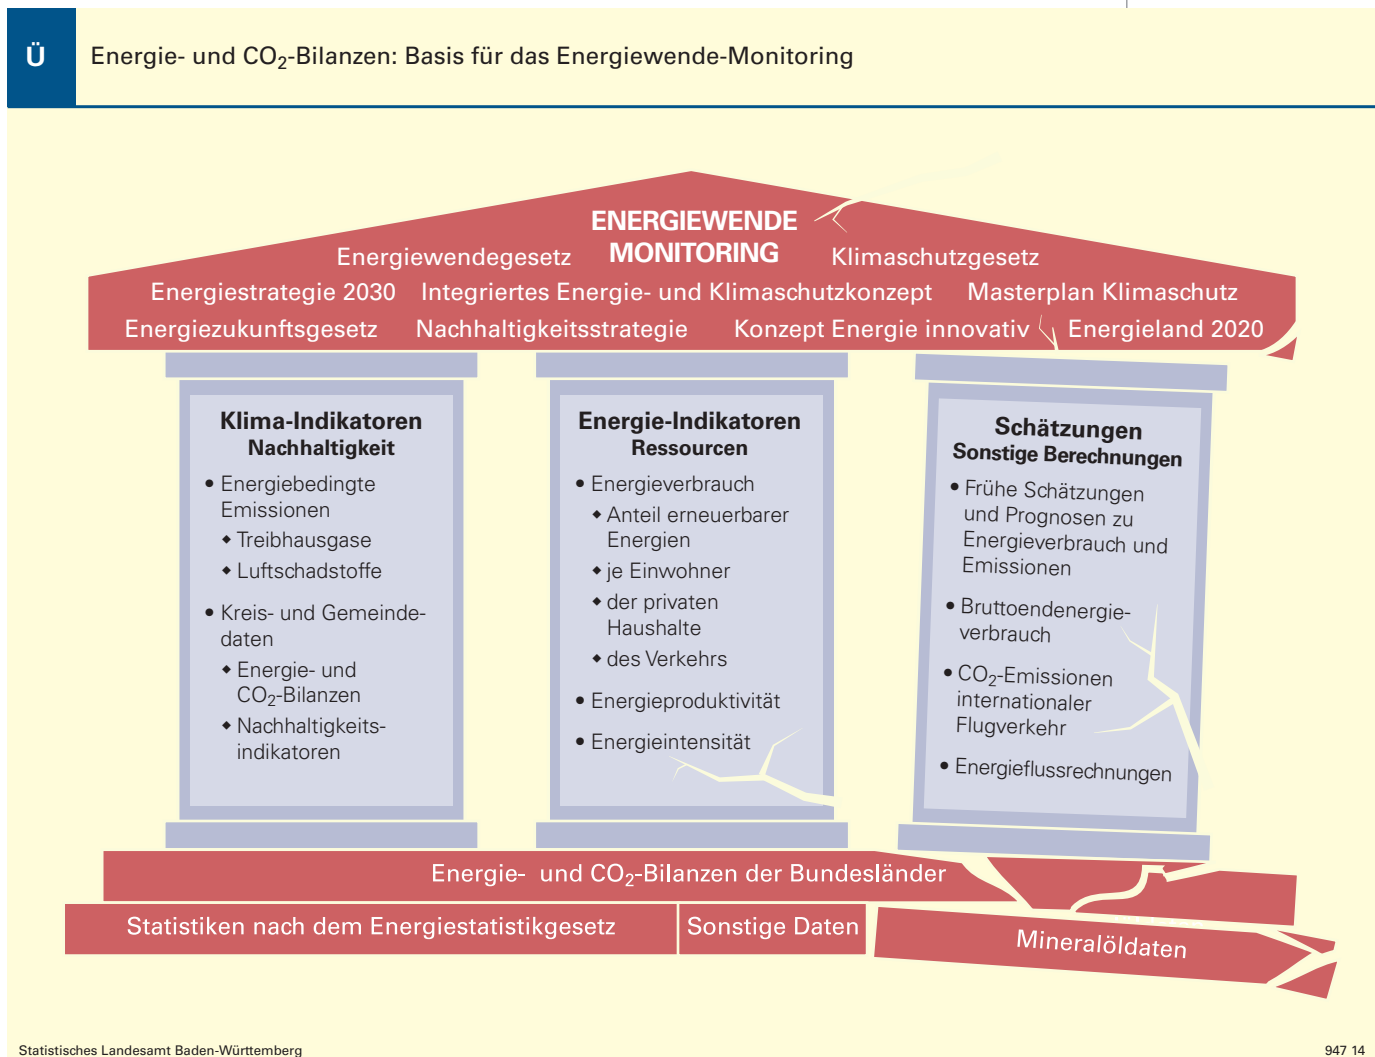 Ü
Energie- und CO₂-Bilanzen: Basis für das Energiewende-Monitoring
ENERGIEWENDE
MONITORING
Energiewendegesetz
Klimaschutzgesetz
Energiestrategie 2030 Integriertes Energie- und Klimaschutzkonzept Masterplan Klimaschutz
Energiezukunftsgesetz Nachhaltigkeitsstrategie Konzept Energie innovativ Energieland 2020
Klima-Indikatoren
Nachhaltigkeit
• Energiebedingte
Emissionen
◆ Treibhausgase
◆ Luftschadstoffe
• Kreis- und Gemeinde-
daten
◆ Energie- und
CO₂-Bilanzen
◆ Nachhaltigkeits-
indikatoren
Energie-Indikatoren
Ressourcen
• Energieverbrauch
◆ Anteil erneuerbarer
Energien
◆ je Einwohner
◆ der privaten
Haushalte
◆ des Verkehrs
• Energieproduktivität
• Energieintensität
Schätzungen
Sonstige Berechnungen
• Frühe Schätzungen
und Prognosen zu
Energieverbrauch und
Emissionen
• Bruttoendenergie-
verbrauch
• CO₂-Emissionen
internationaler
Flugverkehr
• Energieflussrechnungen
Energie- und CO₂-Bilanzen der Bundesländer
Statistiken nach dem Energiestatistikgesetz Sonstige Daten Mineralöldaten
Statistisches Landesamt Baden-Württemberg
947 14